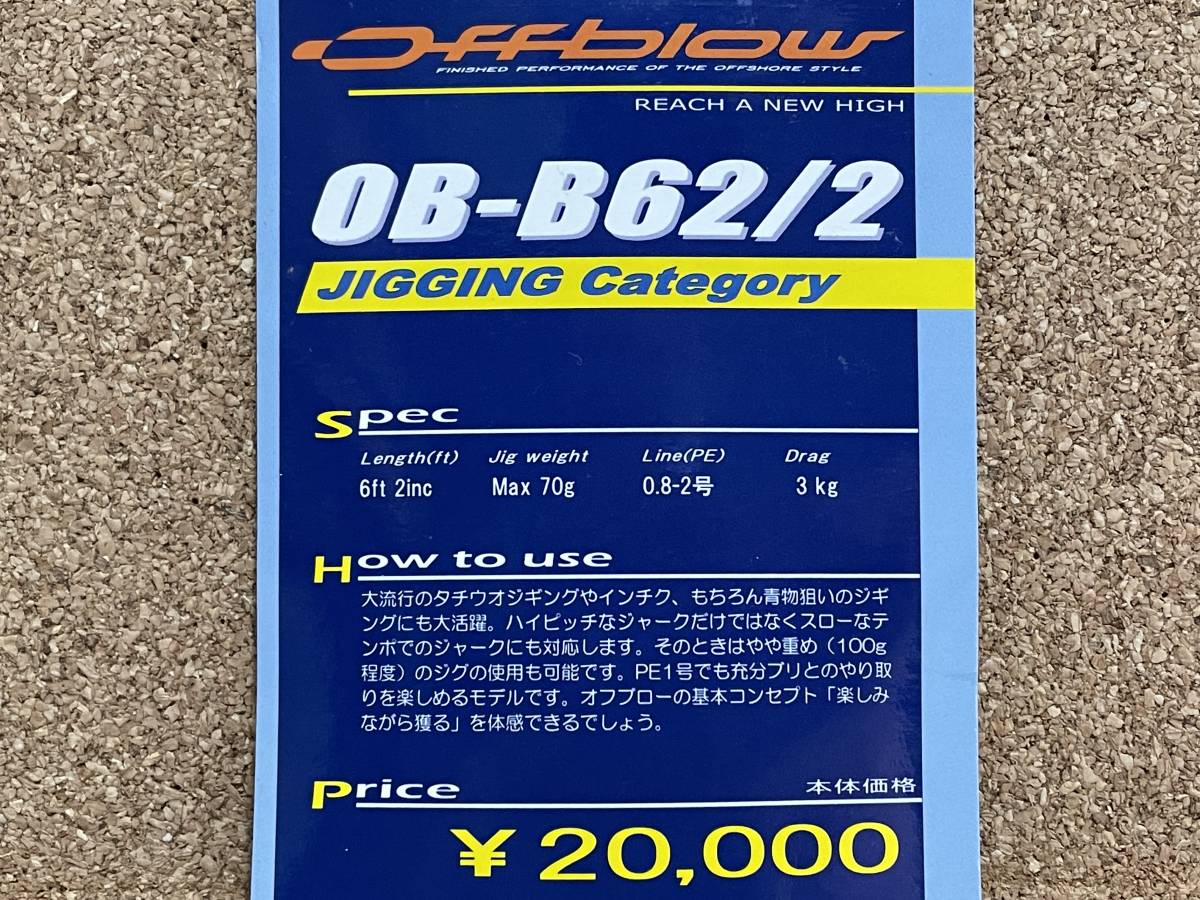 Offblow
FINISHED PERFORMANCE OF THE OFFSHORE STYLE
REACH A NEW HIGH
OB-B62/2
JIGGING Category
Spec
Length(ft) Jig weight Line(PE) Drag
6ft 2inc Max 70g 0.8-2号 3 kg
How to use
大流行のタチウオジギングやインチク、もちろん青物狙いのジギ
ングにも大活躍。ハイピッチなジャークだけではなくスローなテ
ンポでのジャークにも対応します。そのときはやや重め（100g
程度）のジグの使用も可能です。PE1号でも充分ブリとのやり取
りを楽しめるモデルです。オフブローの基本コンセプト「楽しみ
ながら獲る」を体感できるでしょう。
Price 本体価格
¥20,000